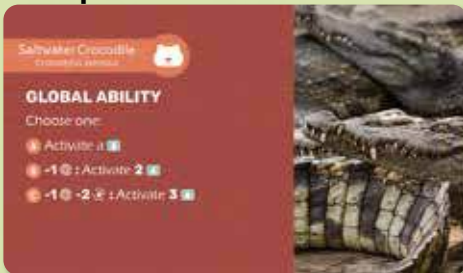 Saltwater Crocodile
GLOBAL ABILITY
Choose one:
A Activate a
B -1 : Activate 2
C -1 -2 : Activate 3